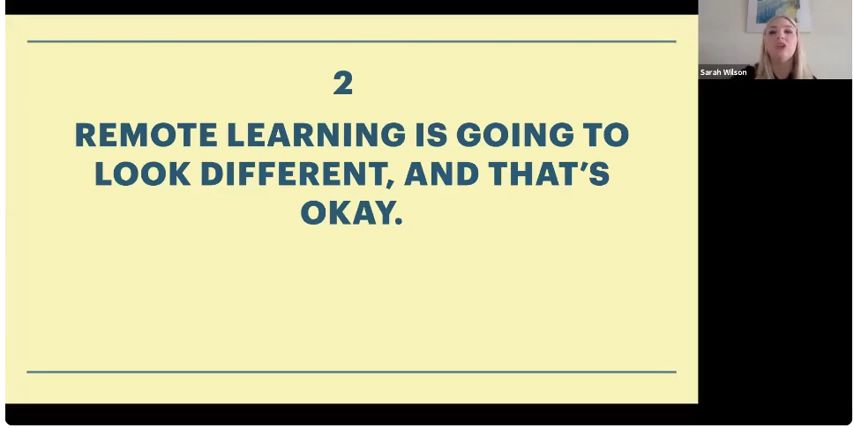 2
REMOTE LEARNING IS GOING TO
LOOK DIFFERENT, AND THAT’S
OKAY.
Sarah Wilson